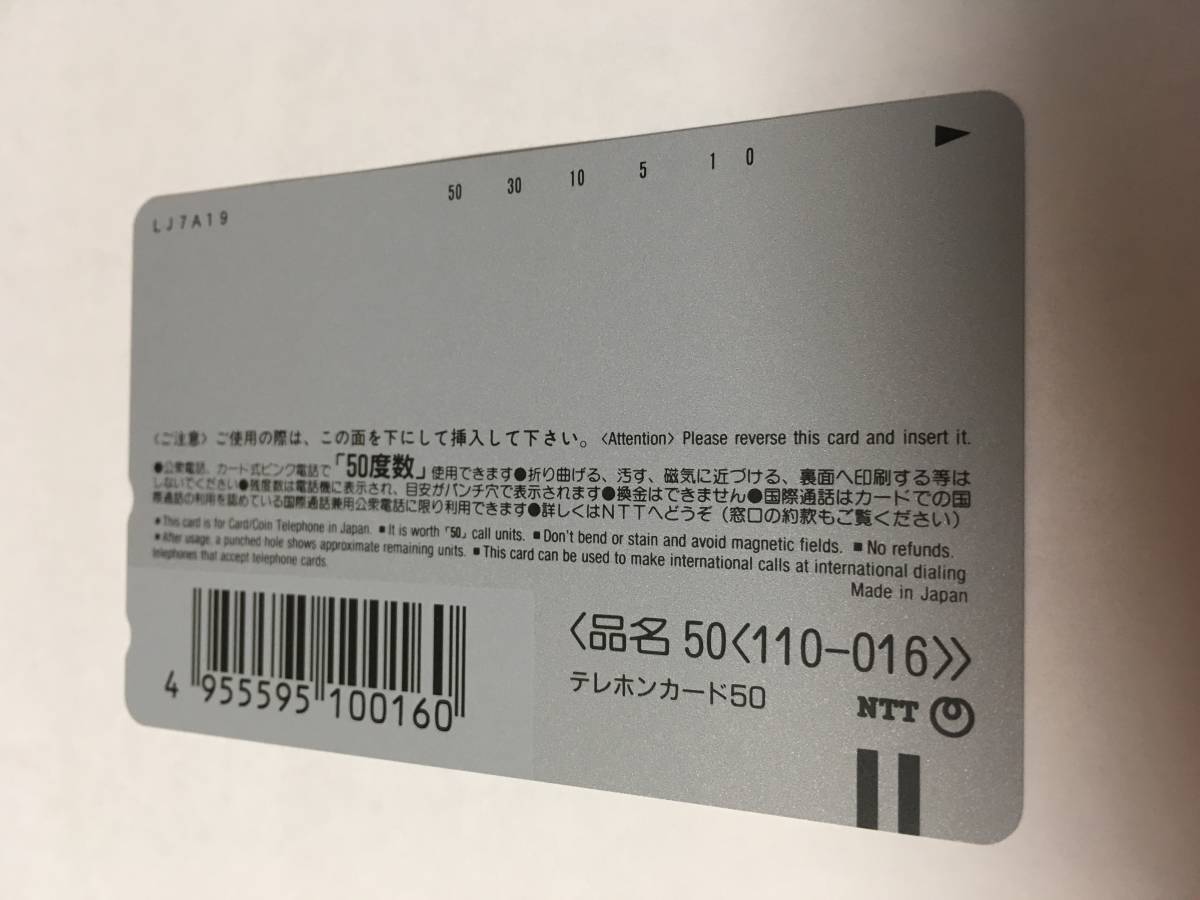 LJ7A19
50 30 10 5 1 0
〈ご注意〉ご使用の際は、この面を下にして挿入して下さい。〈Attention〉Please reverse this card and insert it.
●公衆電話、カード式ピンク電話で「50度数」使用できます●折り曲げる、汚す、磁気に近づける、裏面へ印刷する等は
しないでください●残度数は電話機に表示され、目安がパンチ穴で表示されます●換金はできません●国際通話はカードでの国
際通話の利用を認めている国際通話兼用公衆電話に限り利用できます●詳しくはNTTへどうぞ（窓口の約款もご覧ください）
■This card is for Card/Coin Telephone in Japan. ■It is worth「50」call units. ■Don't bend or stain and avoid magnetic fields. ■No refunds.
■After usage, a punched hole shows approximate remaining units. ■This card can be used to make international calls at international dialing
telephones that accept telephone cards.
Made in Japan
〈品名 50〈110-016〉〉
テレホンカード50
NTT
4 955595 100160